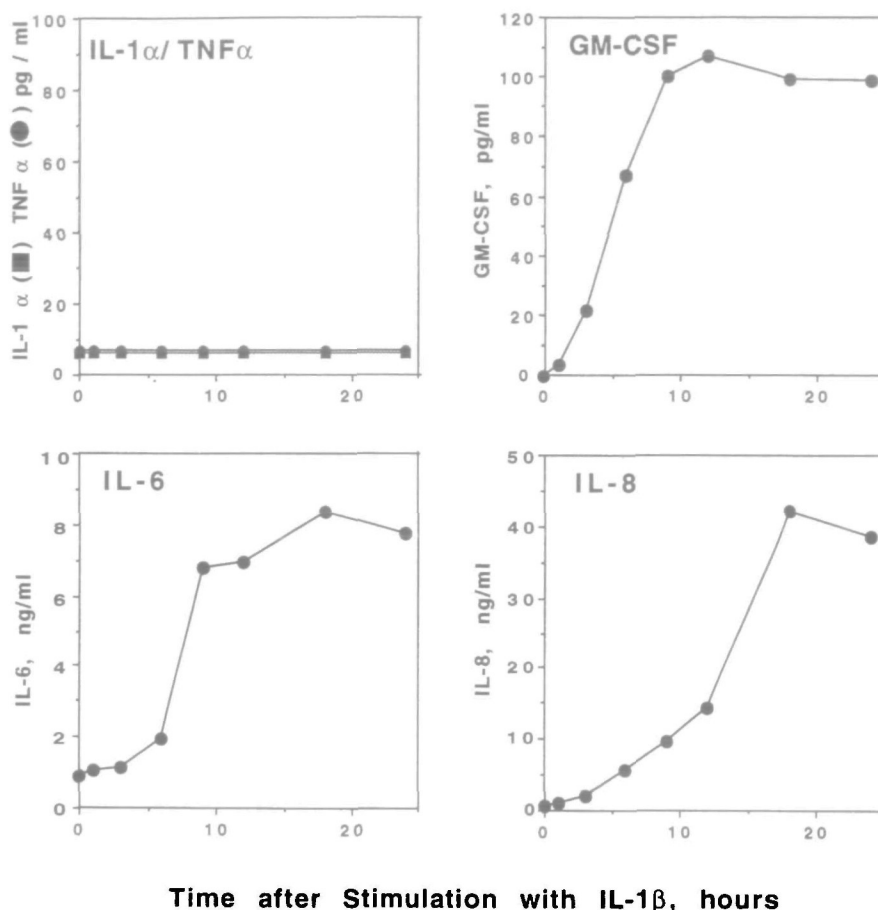 IL-1α/ TNFα
IL-1 α (■) TNF α (●) pg / ml
100
80
60
40
20
0
0 10 20
GM-CSF
GM-CSF, pg/ml
120
100
80
60
40
20
0
0 10 20
IL-6
IL-6, ng/ml
10
8
6
4
2
0
0 10 20
IL-8
IL-8, ng/ml
50
40
30
20
10
0
0 10 20
Time after Stimulation with IL-1β, hours